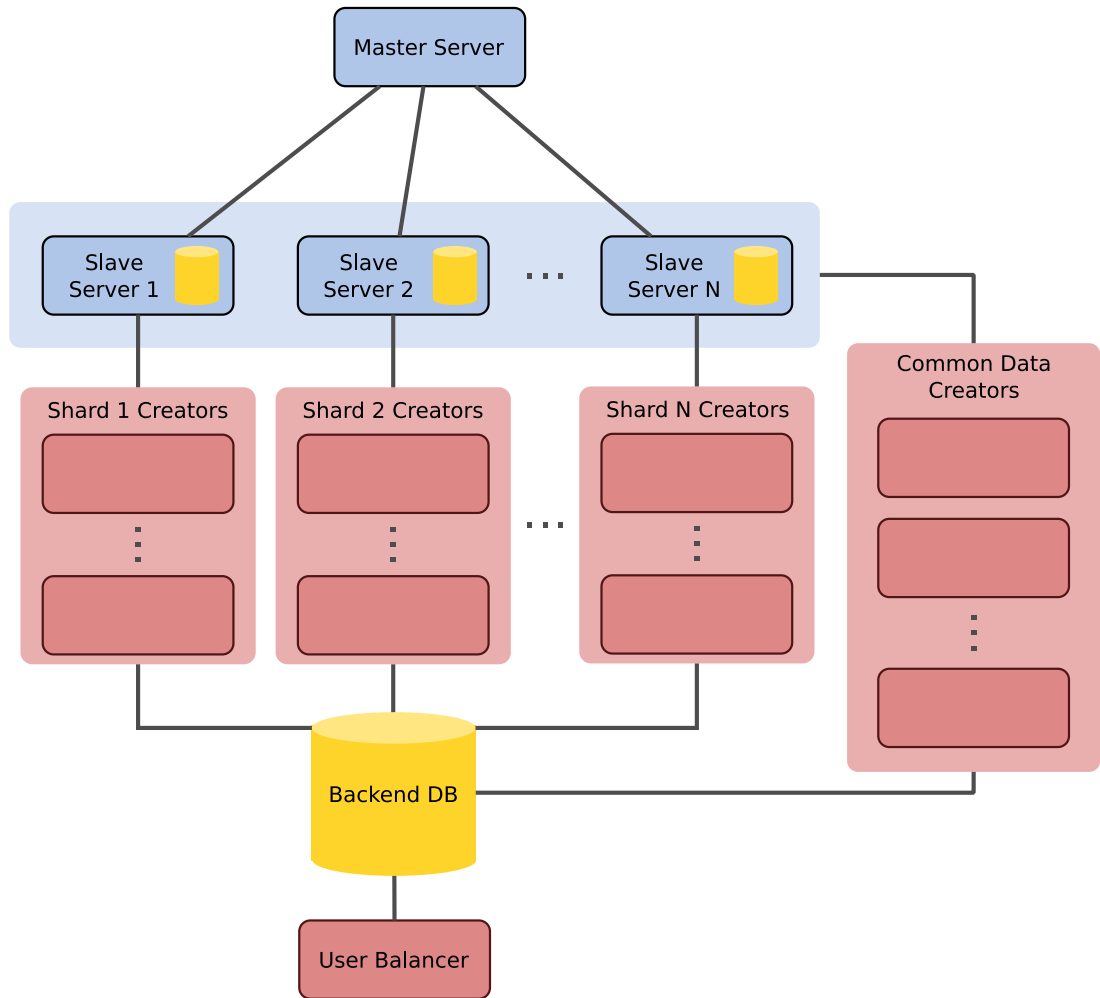 Master Server
Slave
Server 1
Slave
Server 2
Slave
Server N
Common Data
Creators
Shard 1 Creators
Shard 2 Creators
Shard N Creators
Backend DB
User Balancer